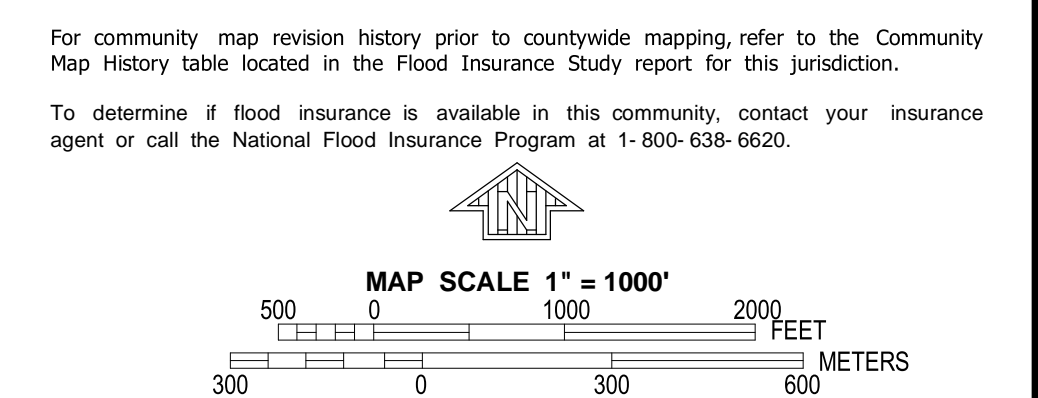 For community map revision history prior to countywide mapping, refer to the Community
Map History table located in the Flood Insurance Study report for this jurisdiction.
To determine if flood insurance is available in this community, contact your insurance
agent or call the National Flood Insurance Program at 1- 800- 638- 6620.
N
MAP SCALE 1" = 1000'
500 0 1000 2000
FEET
METERS
300 0 300 600